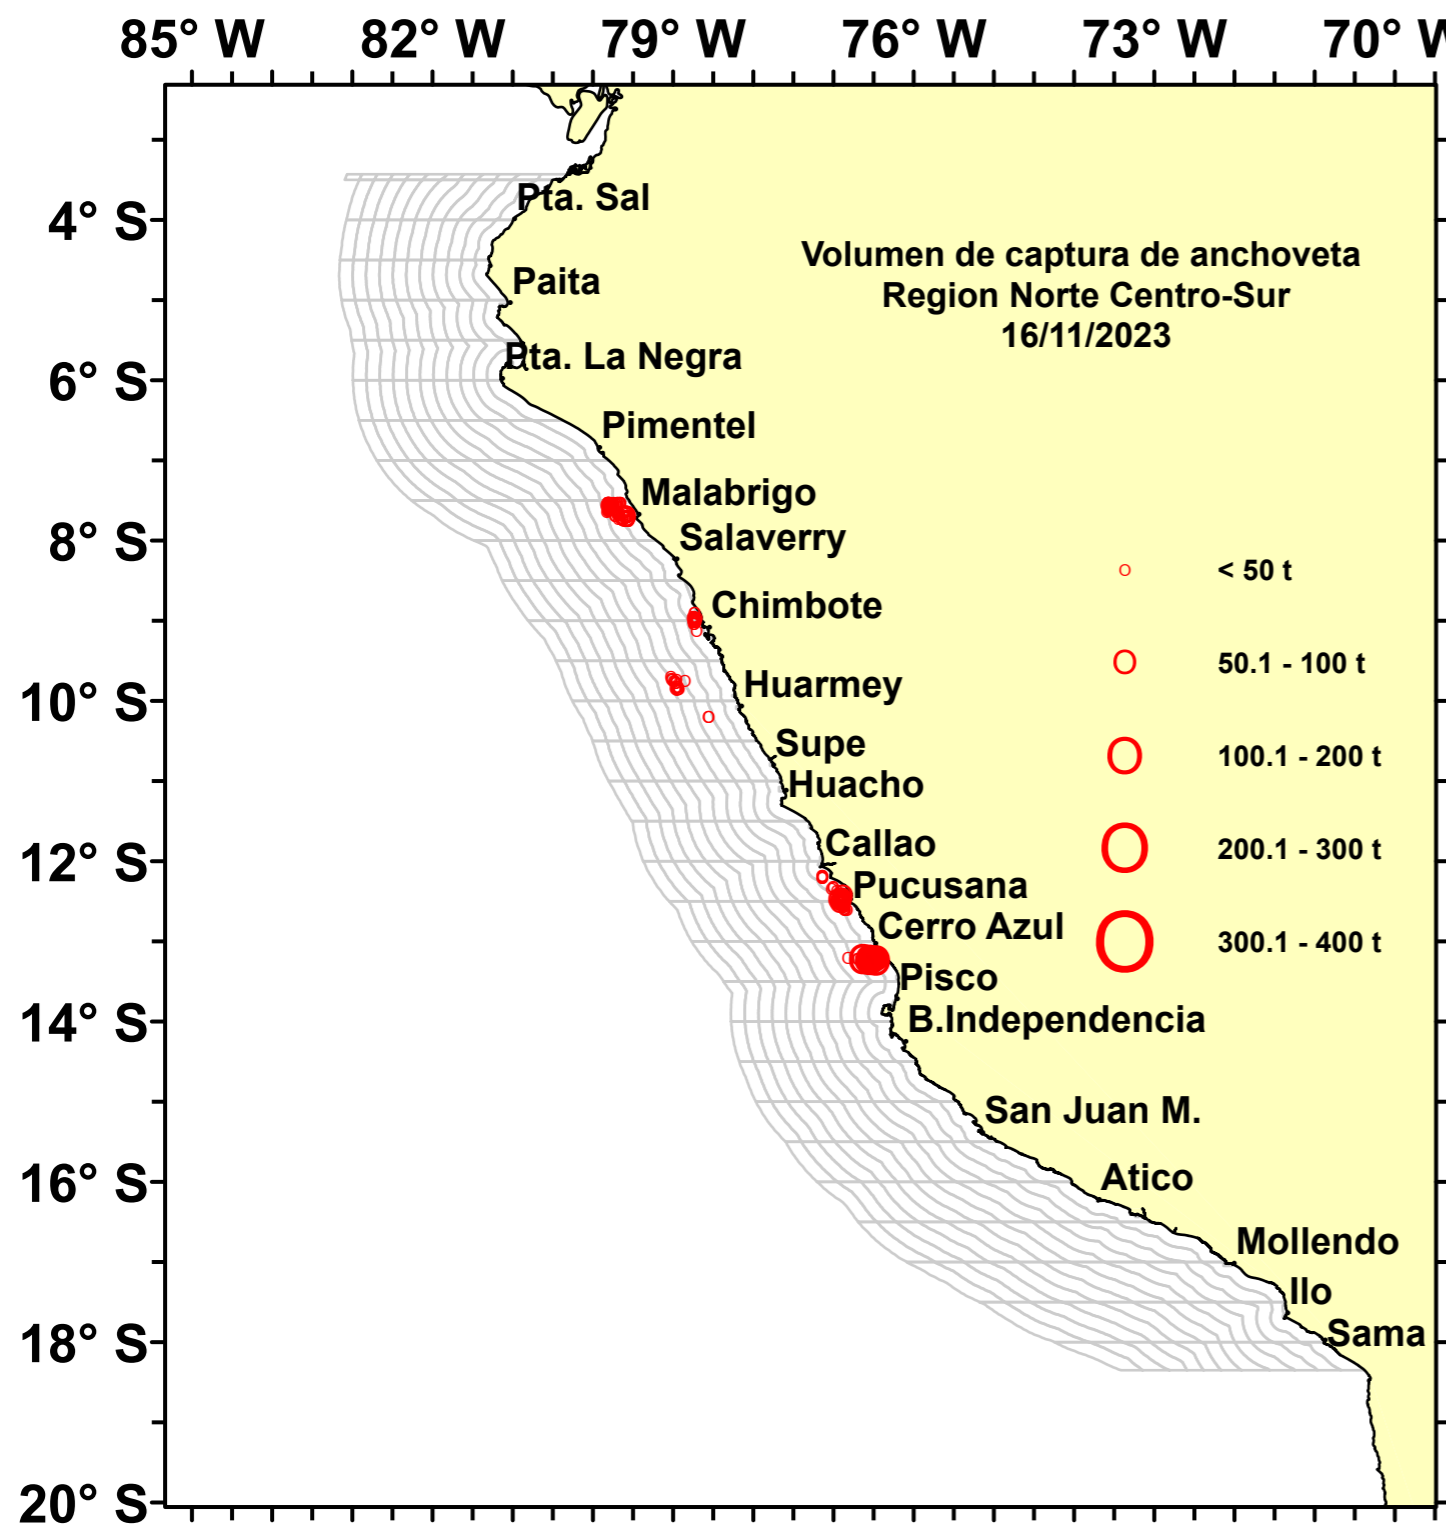 85° W 82° W 79° W 76° W 73° W 70° W
Pta. Sal
4° S
Volumen de captura de anchoveta
Region Norte Centro-Sur
16/11/2023
Paita
Pta. La Negra
6° S
Pimentel
Malabrigo
8° S
Salaverry
< 50 t
Chimbote
50.1 - 100 t
10° S
Huarmey
Supe
100.1 - 200 t
Huacho
Callao
200.1 - 300 t
12° S
Pucusana
Cerro Azul
300.1 - 400 t
Pisco
14° S
B.Independencia
San Juan M.
16° S
Atico
Mollendo
Ilo
18° S
Sama
20° S